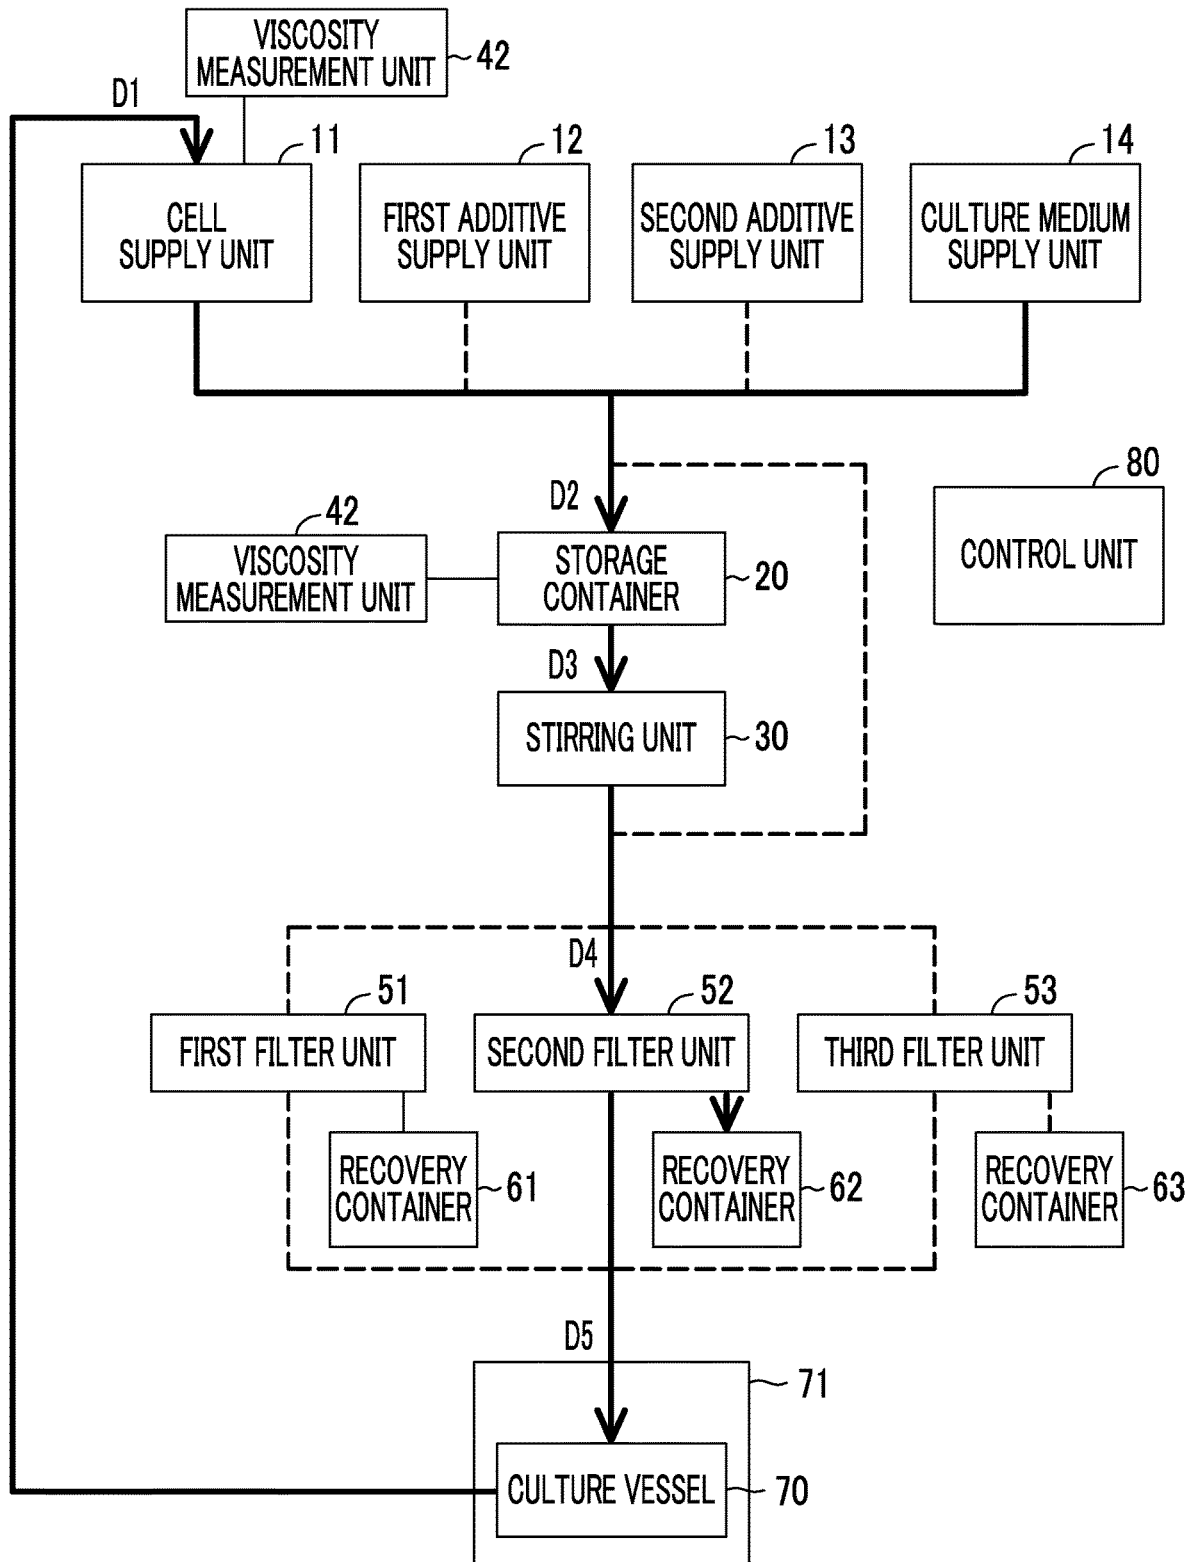 VISCOSITY
MEASUREMENT UNIT
42
D1
11
12
13
14
CELL
SUPPLY UNIT
FIRST ADDITIVE
SUPPLY UNIT
SECOND ADDITIVE
SUPPLY UNIT
CULTURE MEDIUM
SUPPLY UNIT
80
CONTROL UNIT
D2
42
VISCOSITY
MEASUREMENT UNIT
STORAGE
CONTAINER
20
D3
STIRRING UNIT
30
D4
51
52
53
FIRST FILTER UNIT
SECOND FILTER UNIT
THIRD FILTER UNIT
RECOVERY
CONTAINER
61
RECOVERY
CONTAINER
62
RECOVERY
CONTAINER
63
D5
71
CULTURE VESSEL
70